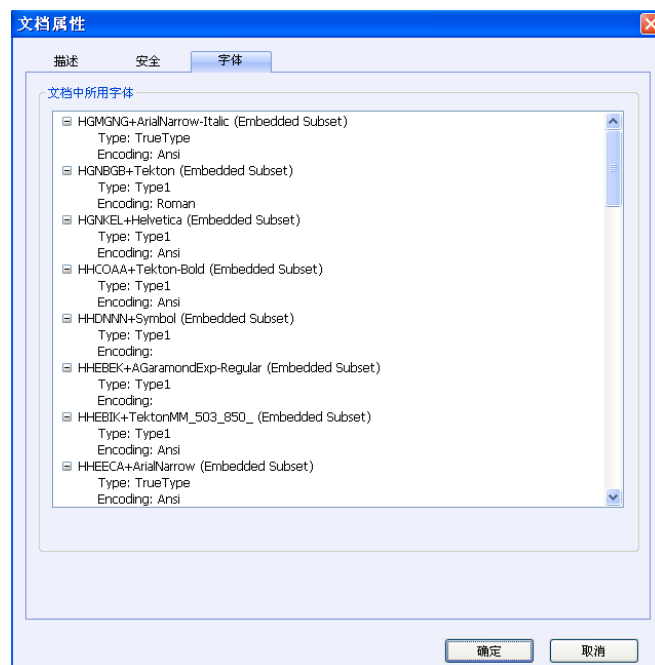 文档属性
描述
安全
字体
文档中所用字体
HGMGNG+ArialNarrow-Italic (Embedded Subset)
Type: TrueType
Encoding: Ansi
HGNBGB+Tekton (Embedded Subset)
Type: Type1
Encoding: Roman
HGNKEL+Helvetica (Embedded Subset)
Type: Type1
Encoding: Ansi
HHCOAA+Tekton-Bold (Embedded Subset)
Type: Type1
Encoding: Ansi
HHDNNN+Symbol (Embedded Subset)
Type: Type1
Encoding:
HHEBEK+AGaramondExp-Regular (Embedded Subset)
Type: Type1
Encoding:
HHEBIK+TektonMM_503_850_ (Embedded Subset)
Type: Type1
Encoding: Ansi
HHEECA+ArialNarrow (Embedded Subset)
Type: TrueType
Encoding: Ansi
确定
取消